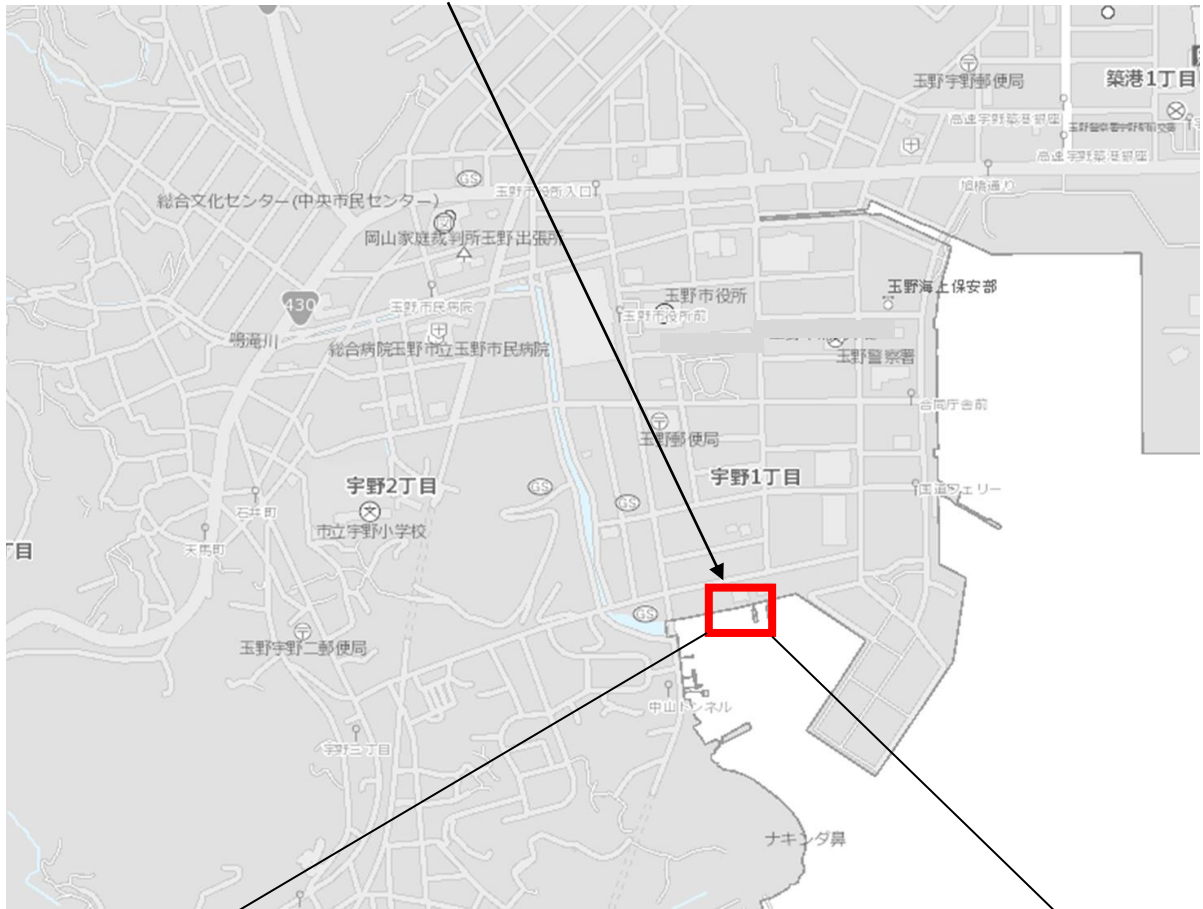 玉野宇野郵便局
築港1丁目
高速宇野築港銀座
高速宇野築港銀座
旭橋通り
GS
玉野市役所入口
総合文化センター(中央市民センター)
岡山家庭裁判所玉野出張所
玉野海上保安部
玉野市役所
玉野市民病院
玉野市役所前
430
鳴滝川
総合病院玉野市立玉野市民病院
玉野警察署
合同庁舎前
玉野郵便局
宇野1丁目
宇野2丁目
GS
国道フェリー
GS
石井町
市立宇野小学校
天馬町
丁目
GS
玉野宇野二郵便局
中山トンネル
宇野三丁目
ナキンダ鼻